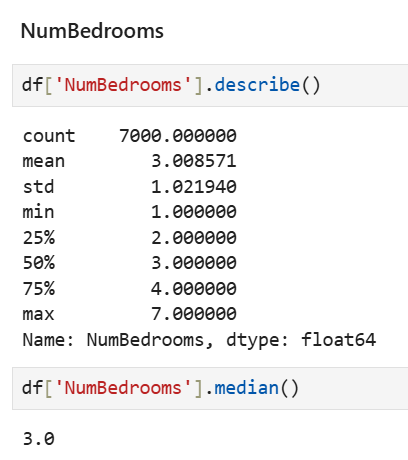 NumBedrooms
df['NumBedrooms'].describe()
count    7000.000000
mean        3.008571
std         1.021940
min         1.000000
25%         2.000000
50%         3.000000
75%         4.000000
max         7.000000
Name: NumBedrooms, dtype: float64
df['NumBedrooms'].median()
3.0